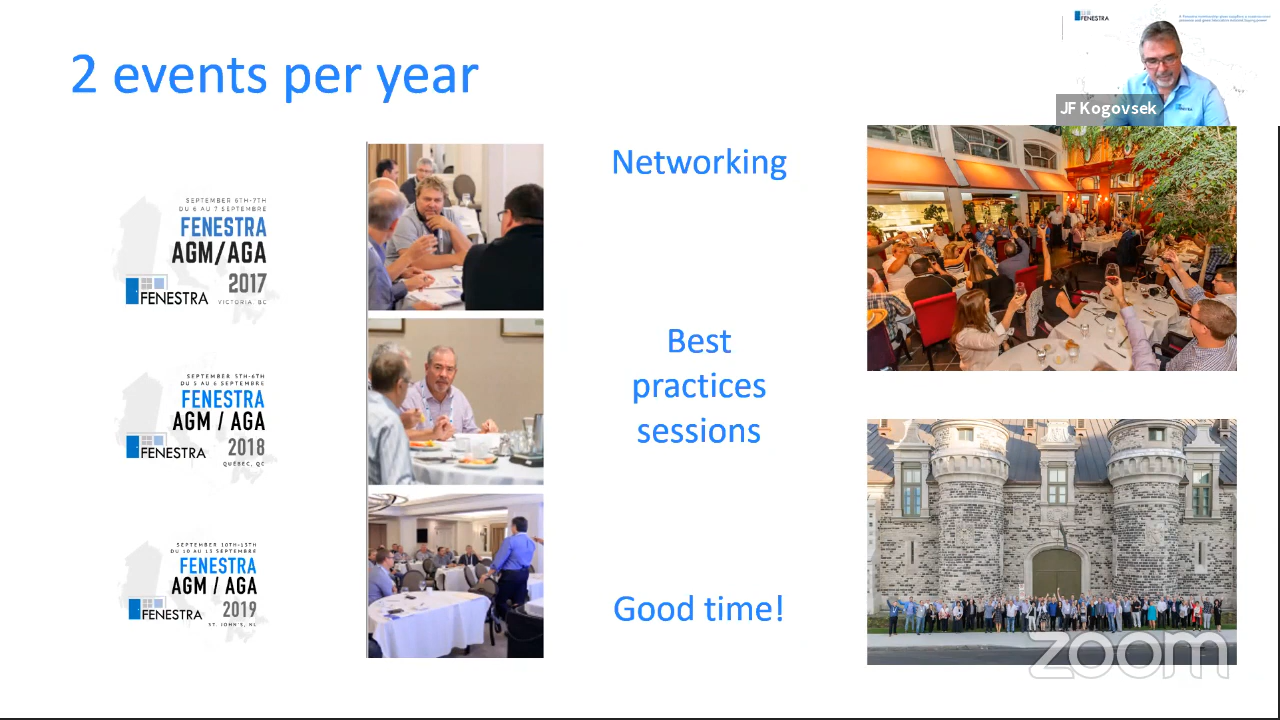 2 events per year
FENESTRA
JF Kogovsek
SEPTEMBER 6TH-7TH
DU 6 AU 7 SEPTEMBRE
FENESTRA
AGM/AGA
2017
FENESTRA
VICTORIA, BC
SEPTEMBER 5TH-6TH
DU 5 AU 6 SEPTEMBRE
FENESTRA
AGM / AGA
2018
FENESTRA
QUÉBEC, QC
SEPTEMBER 10TH-13TH
DU 10 AU 13 SEPTEMBRE
FENESTRA
AGM / AGA
2019
FENESTRA
ST. JOHN'S, NL
Networking
Best
practices
sessions
Good time!
zoom